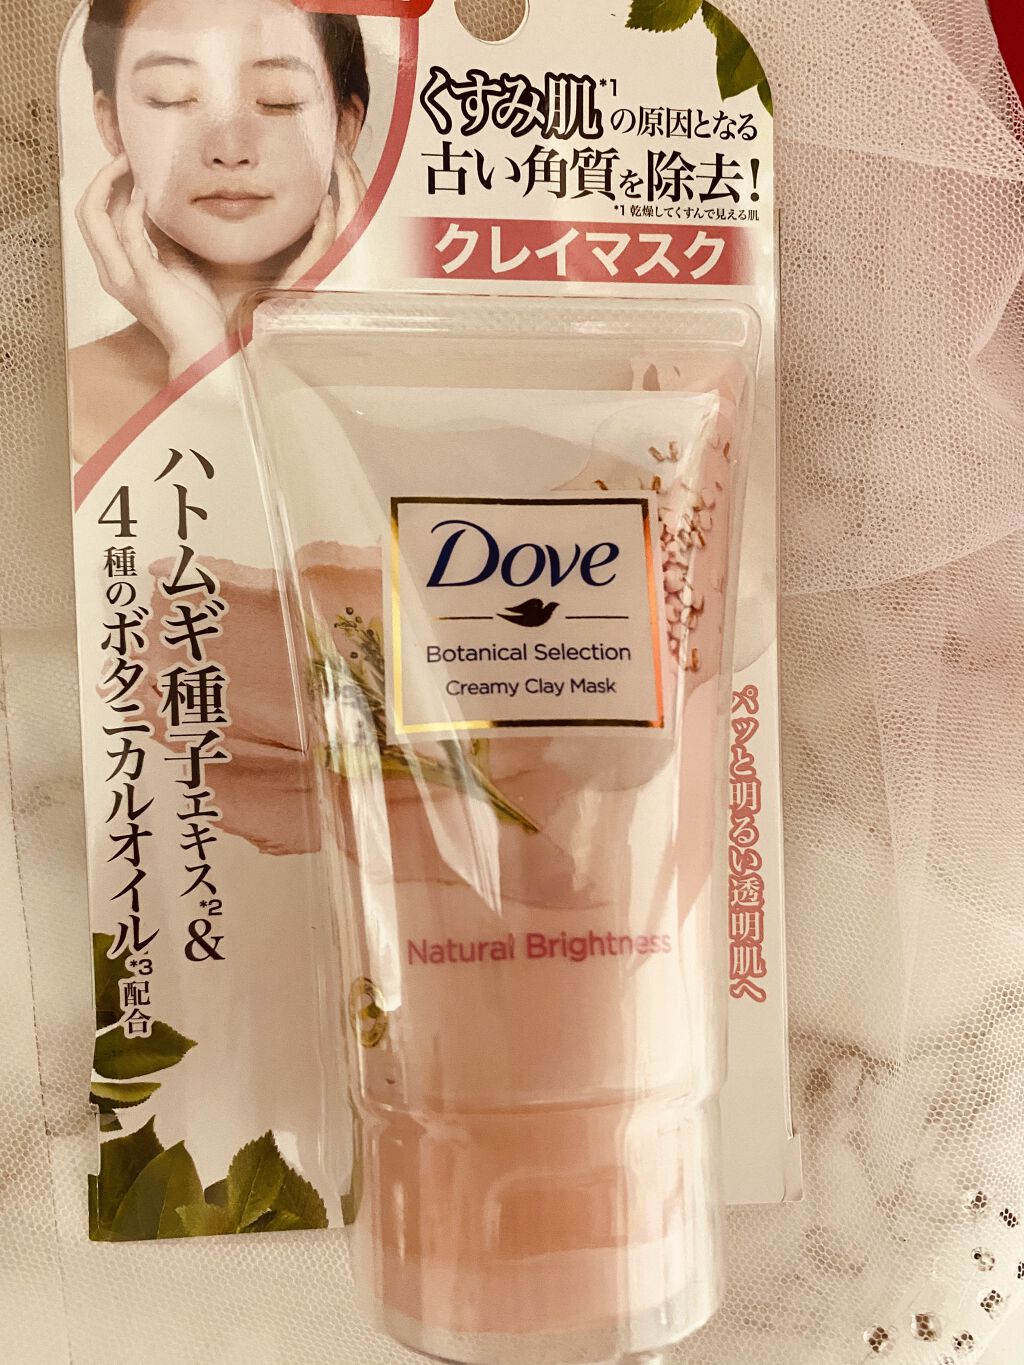 くすみ肌*1の原因となる
古い角質を除去!
*1 乾燥してくすんで見える肌
クレイマスク
ハトムギ種子エキス*2&
4種のボタニカルオイル*3配合
Dove
Botanical Selection
Creamy Clay Mask
パッと明るい透明肌へ
Natural Brightness